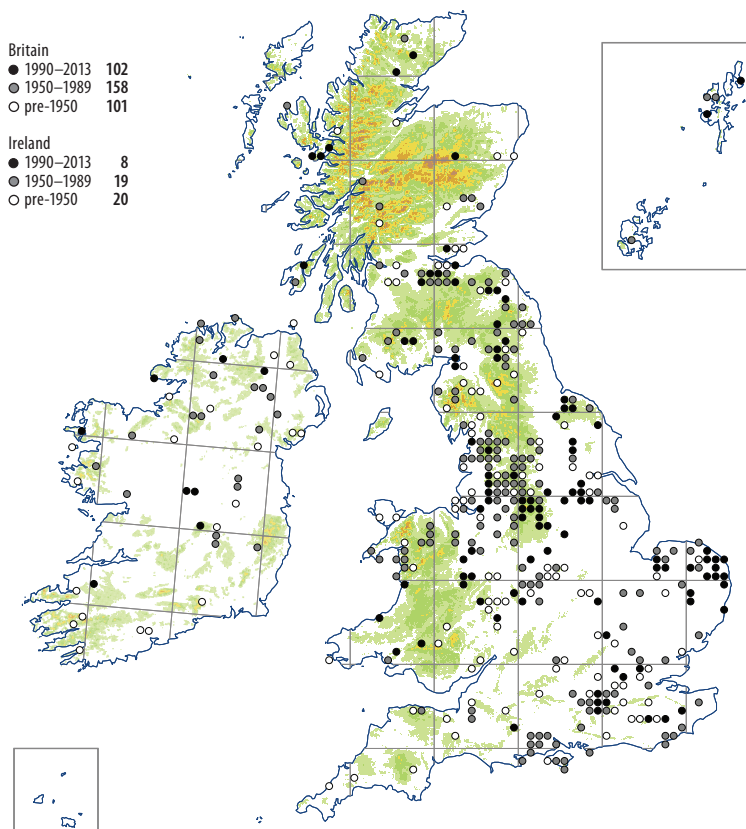 Britain
● 1990–2013 102
● 1950–1989 158
○ pre-1950 101
Ireland
● 1990–2013 8
● 1950–1989 19
○ pre-1950 20